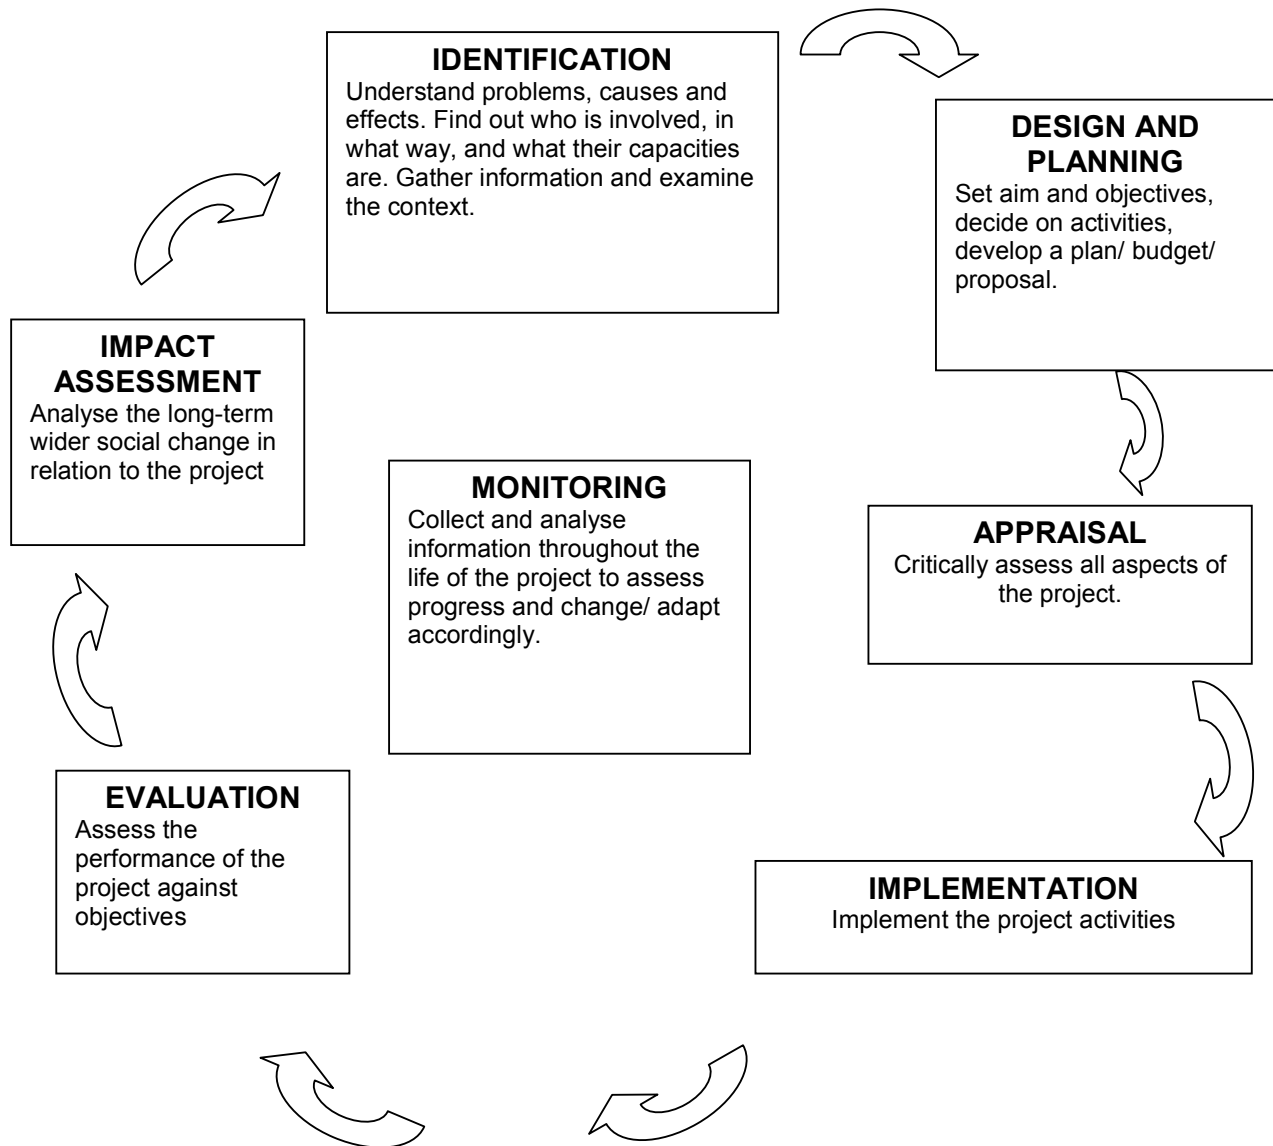 IDENTIFICATION
Understand problems, causes and
effects. Find out who is involved, in
what way, and what their capacities
are. Gather information and examine
the context.
DESIGN AND
PLANNING
Set aim and objectives,
decide on activities,
develop a plan/ budget/
proposal.
APPRAISAL
Critically assess all aspects of
the project.
IMPLEMENTATION
Implement the project activities
EVALUATION
Assess the
performance of the
project against
objectives
IMPACT
ASSESSMENT
Analyse the long-term
wider social change in
relation to the project
MONITORING
Collect and analyse
information throughout the
life of the project to assess
progress and change/ adapt
accordingly.